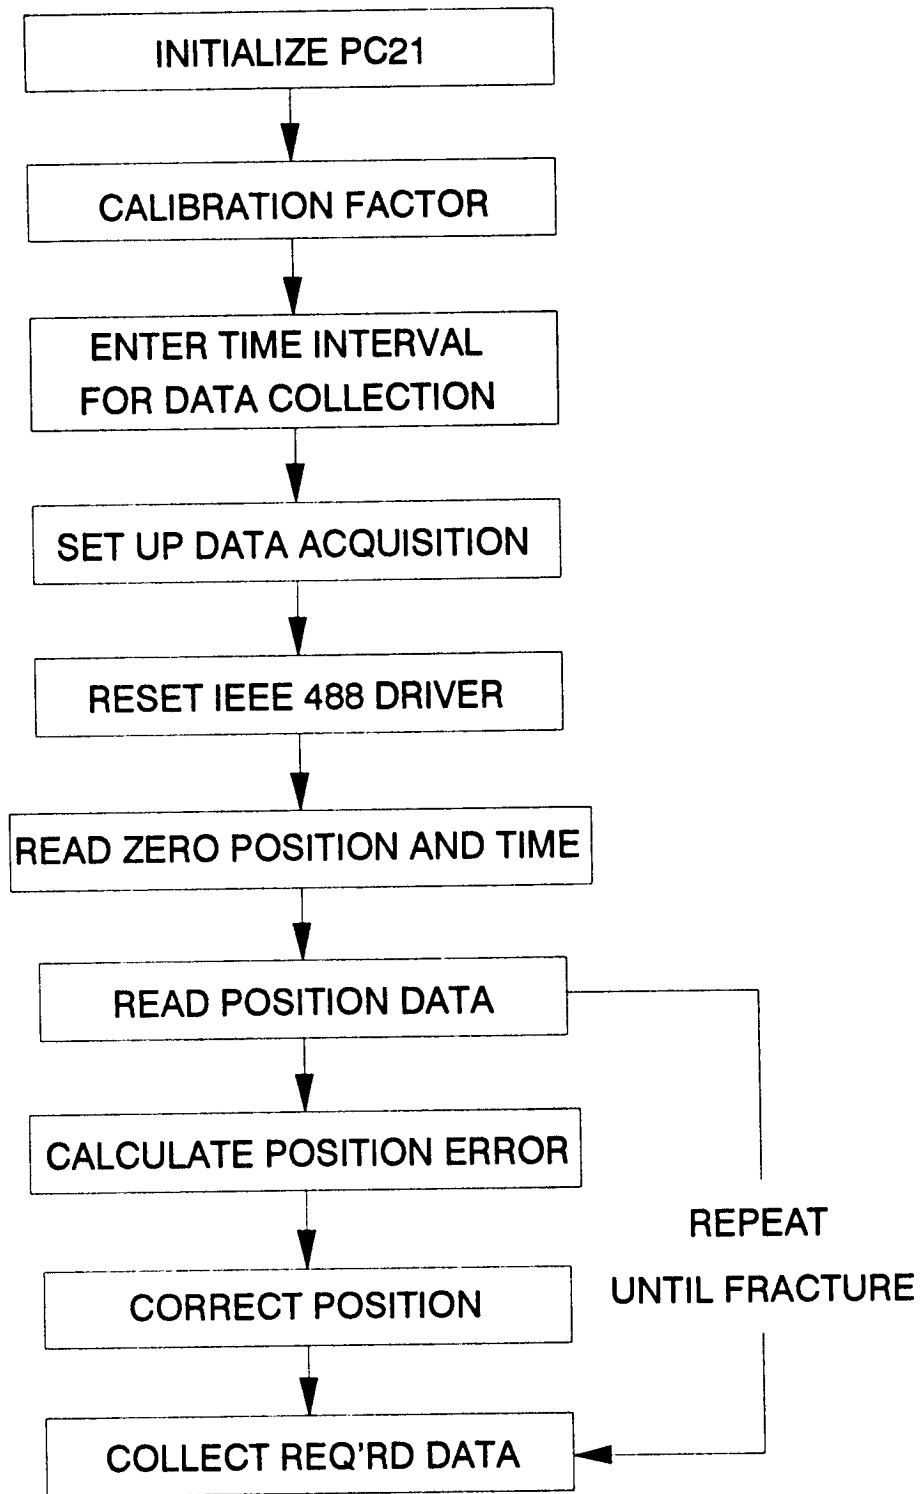 INITIALIZE PC21
CALIBRATION FACTOR
ENTER TIME INTERVAL
FOR DATA COLLECTION
SET UP DATA ACQUISITION
RESET IEEE 488 DRIVER
READ ZERO POSITION AND TIME
READ POSITION DATA
CALCULATE POSITION ERROR
REPEAT
UNTIL FRACTURE
CORRECT POSITION
COLLECT REQ'RD DATA